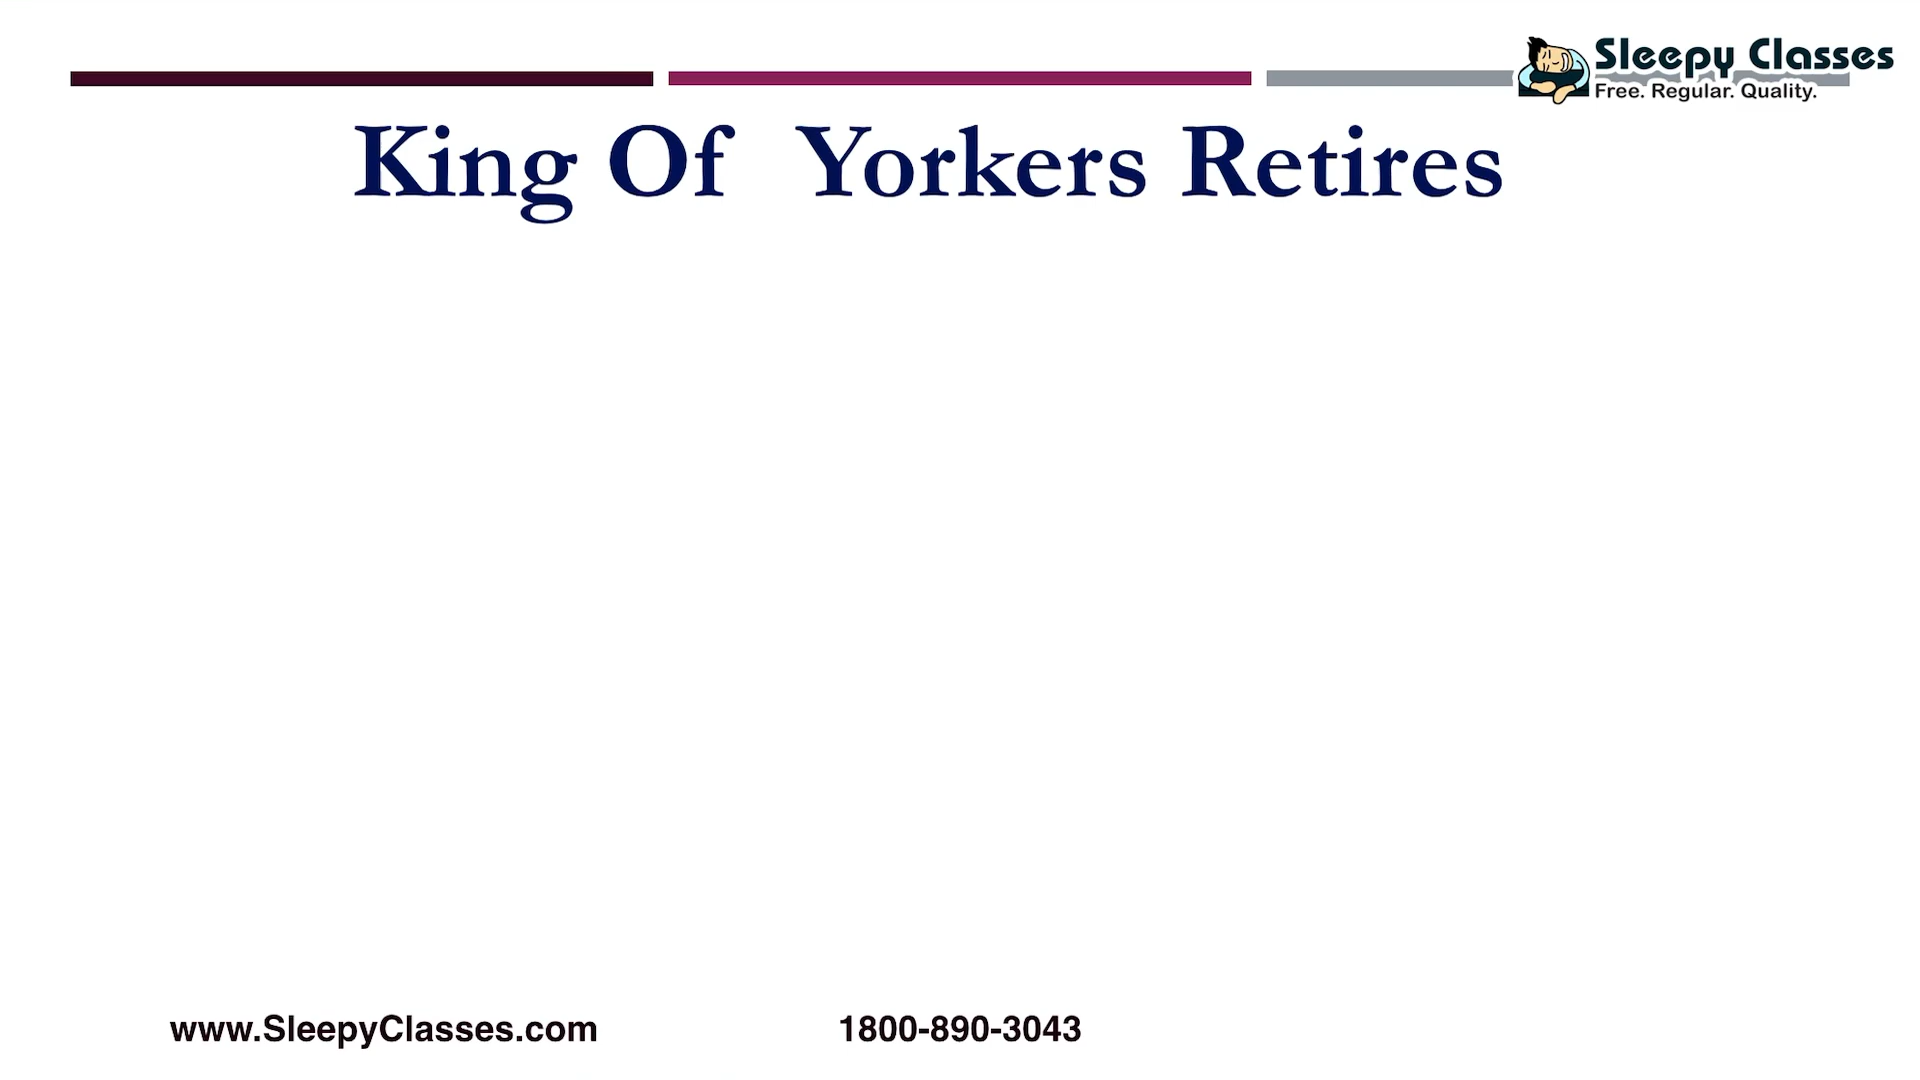 Sleepy Classes
Free. Regular. Quality.
King Of  Yorkers Retires
www.SleepyClasses.com
1800-890-3043